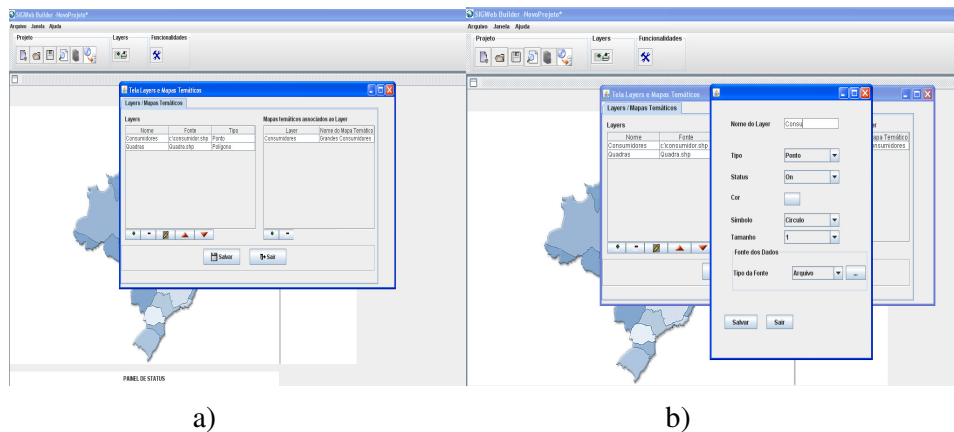 SIGWeb Builder -NovoProjeto*
Arquivo Janela Ajuda
Projeto Layers Funcionalidades
Tela Layers e Mapas Temáticos
Layers / Mapas Temáticos
Layers Mapas temáticos associados ao Layer
Nome Fonte Tipo Layer Nome do Mapa Temático
Consumidores c:\consumidor.shp Ponto Consumidores Grandes Consumidores
Quadras Quadra.shp Polígono
Salvar Sair
PAINEL DE STATUS
a)
SIGWeb Builder -NovoProjeto*
Arquivo Janela Ajuda
Projeto Layers Funcionalidades
Tela Layers e Mapas Temáticos
Layers / Mapas Temáticos
Layers er
Nome Fonte apa Temático
Consumidores c:\consumidor.shp nsumidores
Quadras Quadra.shp
Nome do Layer Consu
Tipo Ponto
Status On
Cor
Símbolo Círculo
Tamanho 1
Fonte dos Dados
Tipo da Fonte Arquivo ...
Salvar Sair
b)